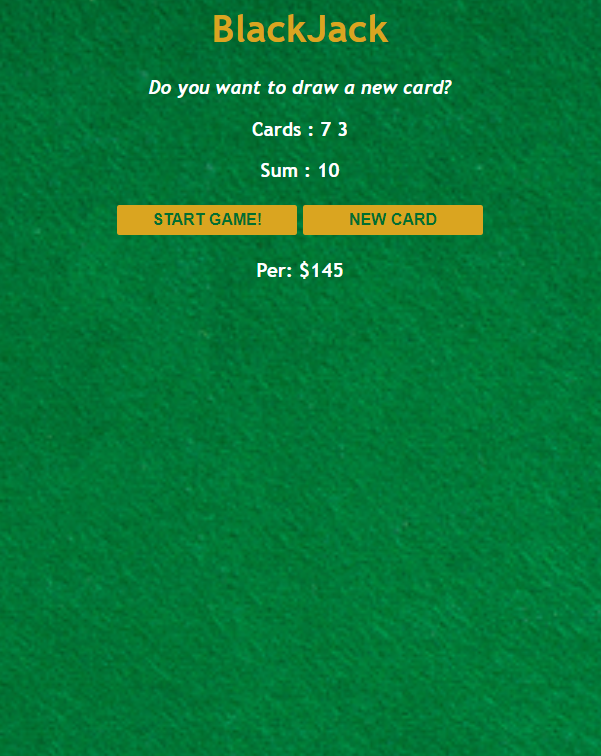 BlackJack
Do you want to draw a new card?
Cards : 7 3
Sum : 10
START GAME! NEW CARD
Per: $145